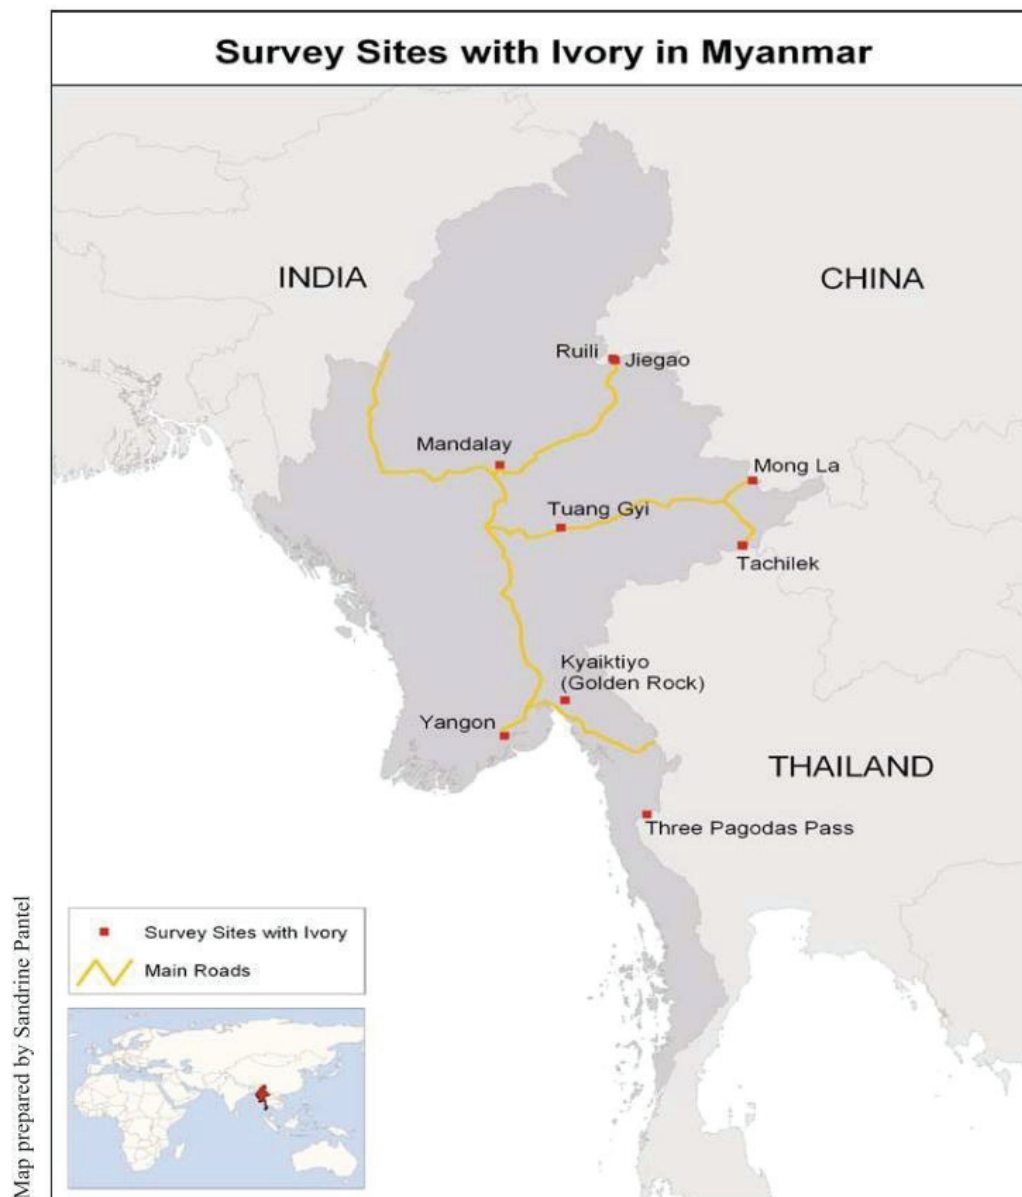 Survey Sites with Ivory in Myanmar
INDIA
CHINA
Ruili
Jiegao
Mandalay
Mong La
Tuang Gyi
Tachilek
Kyaiktiyo
(Golden Rock)
Yangon
THAILAND
Three Pagodas Pass
Survey Sites with Ivory
Main Roads
Map prepared by Sandrine Pantel